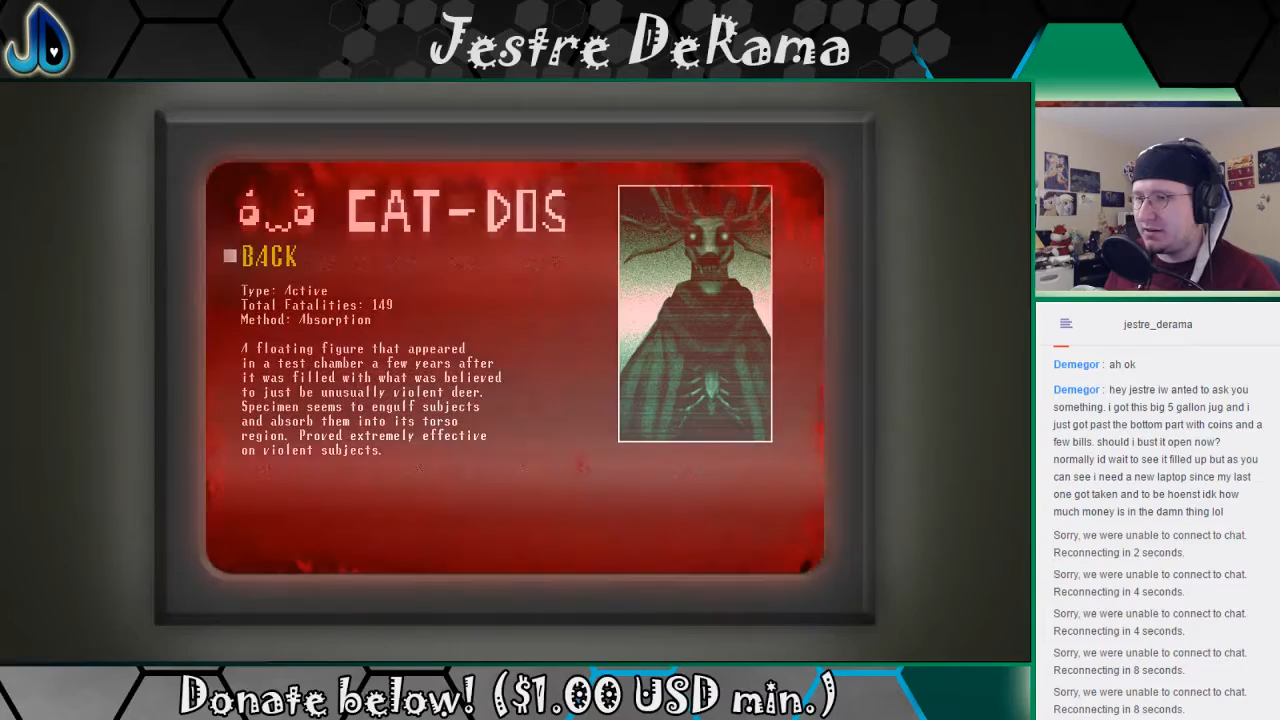 JD
Jestre DeRama
CAT-DOS
BACK
Type: Active
Total Fatalities: 149
Method: Absorption
A floating figure that appeared
in a test chamber a few years after
it was filled with what was believed
to just be unusually violent deer.
Specimen seems to engulf subjects
and absorb them into its torso
region. Proved extremely effective
on violent subjects.
jestre_derama
Demegor : ah ok
Demegor : hey jestre iw anted to ask you
something. i got this big 5 gallon jug and i
just got past the bottom part with coins and a
few bills. should i bust it open now?
normally id wait to see it filled up but as you
can see i need a new laptop since my last
one got taken and to be hoenst idk how
much money is in the damn thing lol
Sorry, we were unable to connect to chat.
Reconnecting in 2 seconds.
Sorry, we were unable to connect to chat.
Reconnecting in 4 seconds.
Sorry, we were unable to connect to chat.
Reconnecting in 4 seconds.
Sorry, we were unable to connect to chat.
Reconnecting in 8 seconds.
Sorry, we were unable to connect to chat.
Reconnecting in 8 seconds.
Donate below! ($1.00 USD min.)